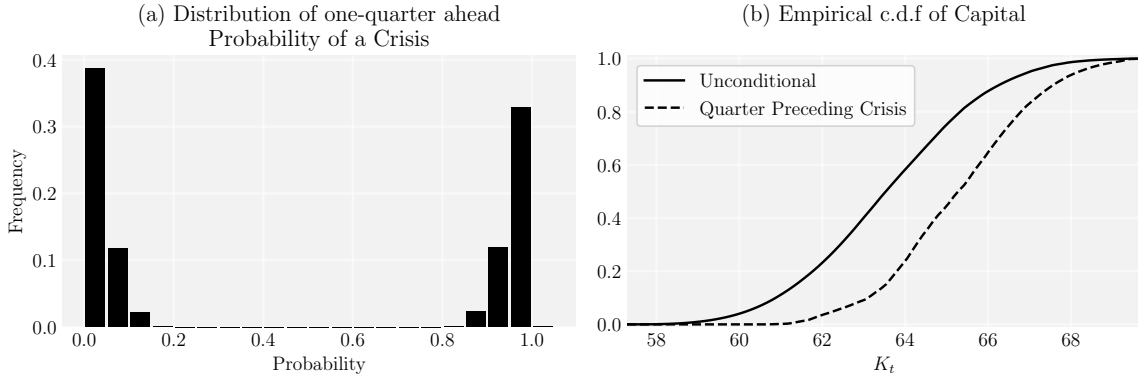 (a) Distribution of one-quarter ahead
Probability of a Crisis
0.4
0.3
0.2
0.1
0.0
Frequency
0.0 0.2 0.4 0.6 0.8 1.0
Probability
(b) Empirical c.d.f of Capital
1.0
0.8
0.6
0.4
0.2
0.0
Unconditional
Quarter Preceding Crisis
58 60 62 64 66 68
K_t